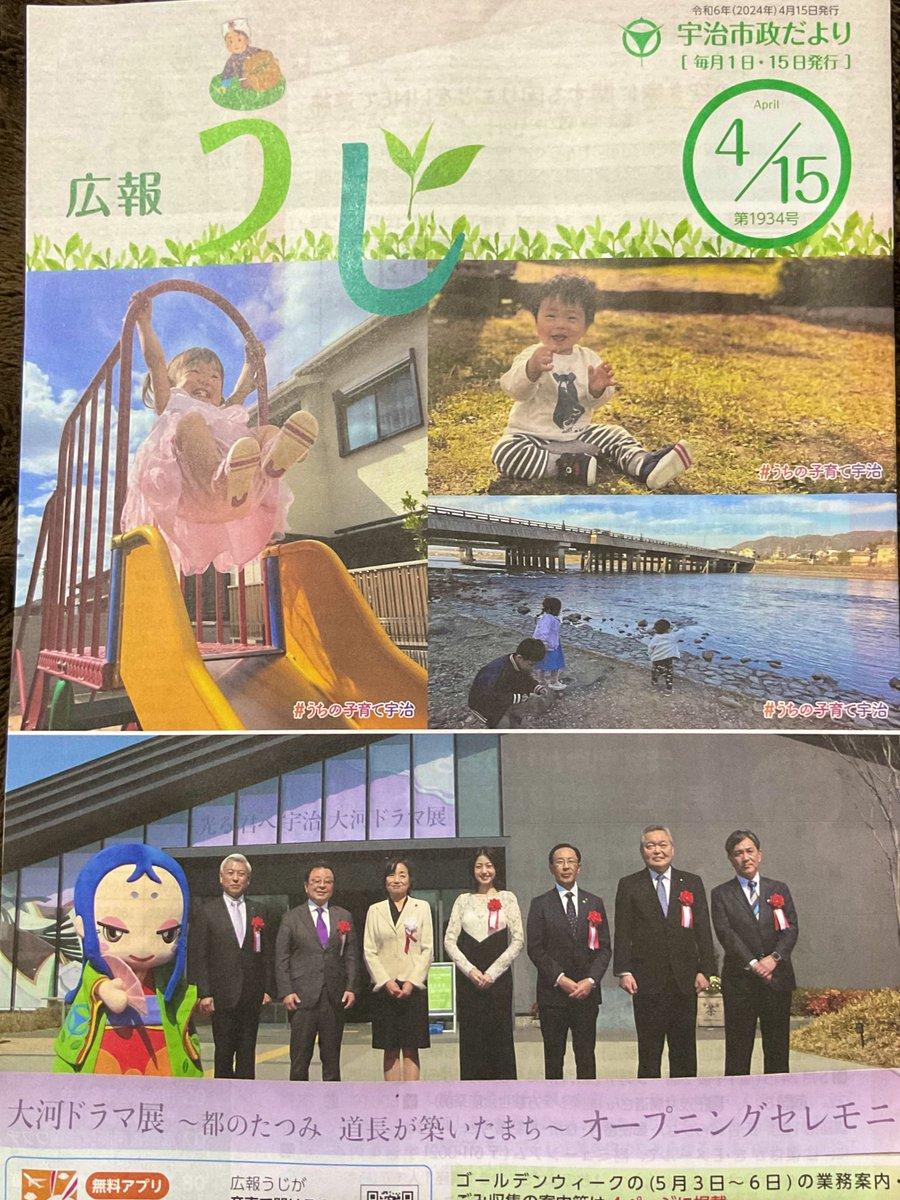 令和6年(2024年)4月15日発行
宇治市政だより
[ 毎月1日・15日発行 ]
広報 うじ
April
4/15
第1934号
#うちの子育て宇治
#うちの子育て宇治
#うちの子育て宇治
光る君へ 宇治 大河ドラマ展
茶
大河ドラマ展 ~都のたつみ 道長が築いたまち~ オープニングセレモニ
無料アプリ
広報うじが
ゴールデンウィークの(5月3日~6日)の業務案内・